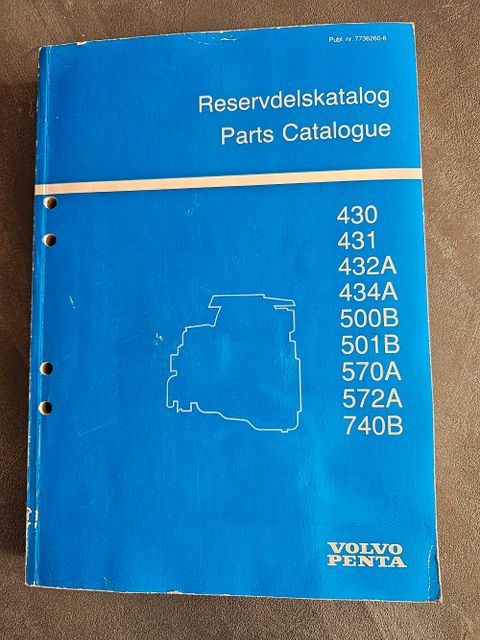 Publ. nr. 7736260-6
Reservdelskatalog
Parts Catalogue
430
431
432A
434A
500B
501B
570A
572A
740B
VOLVO
PENTA